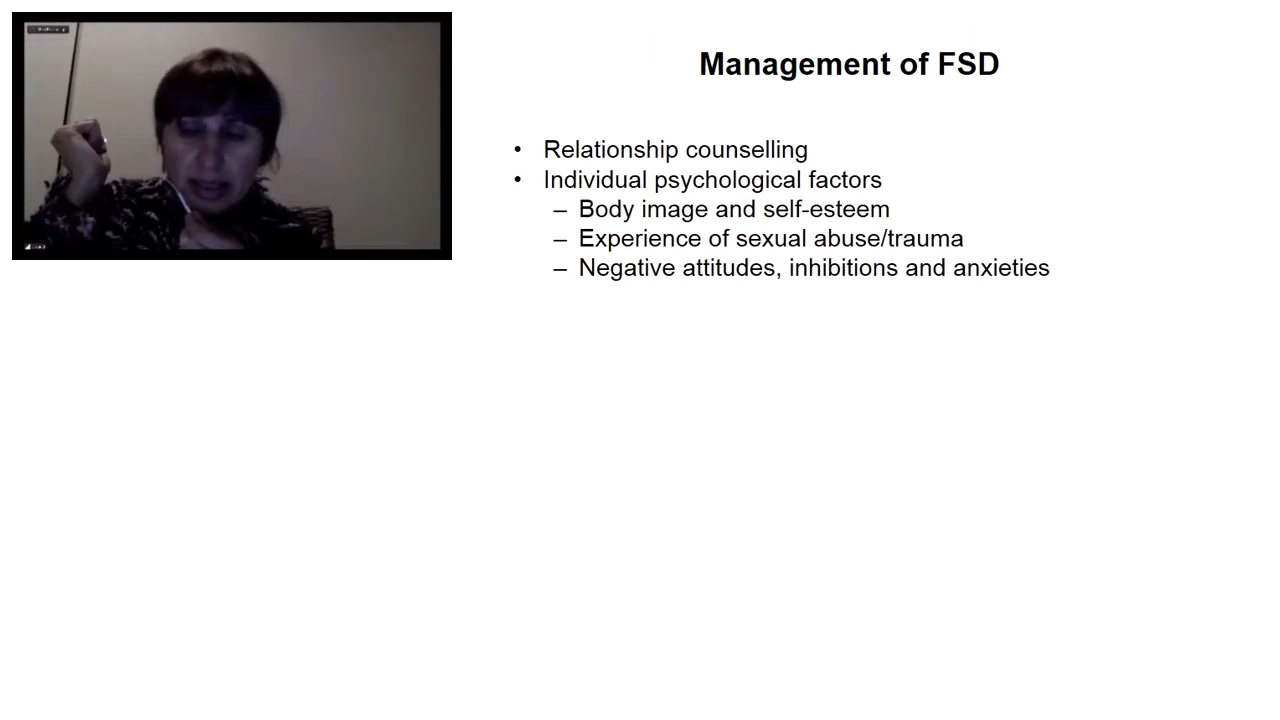 Management of FSD
• Relationship counselling
• Individual psychological factors
– Body image and self-esteem
– Experience of sexual abuse/trauma
– Negative attitudes, inhibitions and anxieties